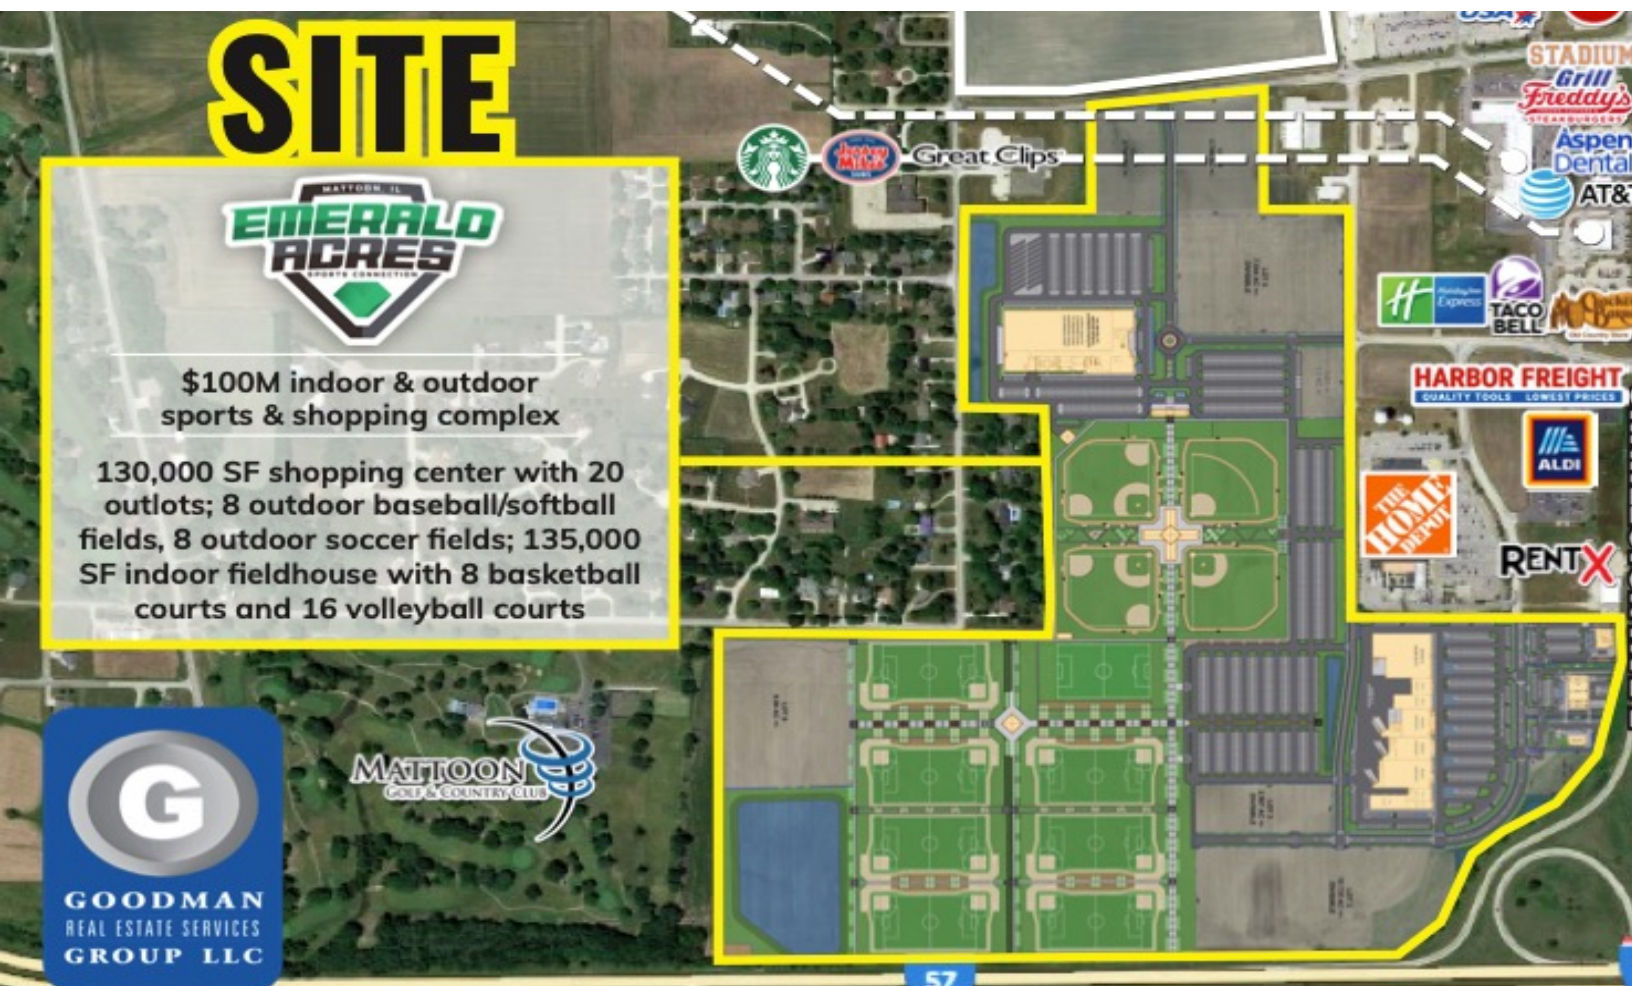 SITE
USA
STADIUM
Grill
Freddy's
STEAKBURGERS
Jersey
Mike's
SUBS
Great Clips
Aspen
Dental
AT&T
MATTOON, IL
EMERALD
ACRES
SPORTS CONNECTION
$100M indoor & outdoor
sports & shopping complex
130,000 SF shopping center with 20
outlots; 8 outdoor baseball/softball
fields, 8 outdoor soccer fields; 135,000
SF indoor fieldhouse with 8 basketball
courts and 16 volleyball courts
H
Holiday Inn
Express
TACO
BELL
HARBOR FREIGHT
QUALITY TOOLS LOWEST PRICES
ALDI
THE
HOME
DEPOT
RENTX
MATTOON
GOLF & COUNTRY CLUB
G
GOODMAN
REAL ESTATE SERVICES
GROUP LLC
57